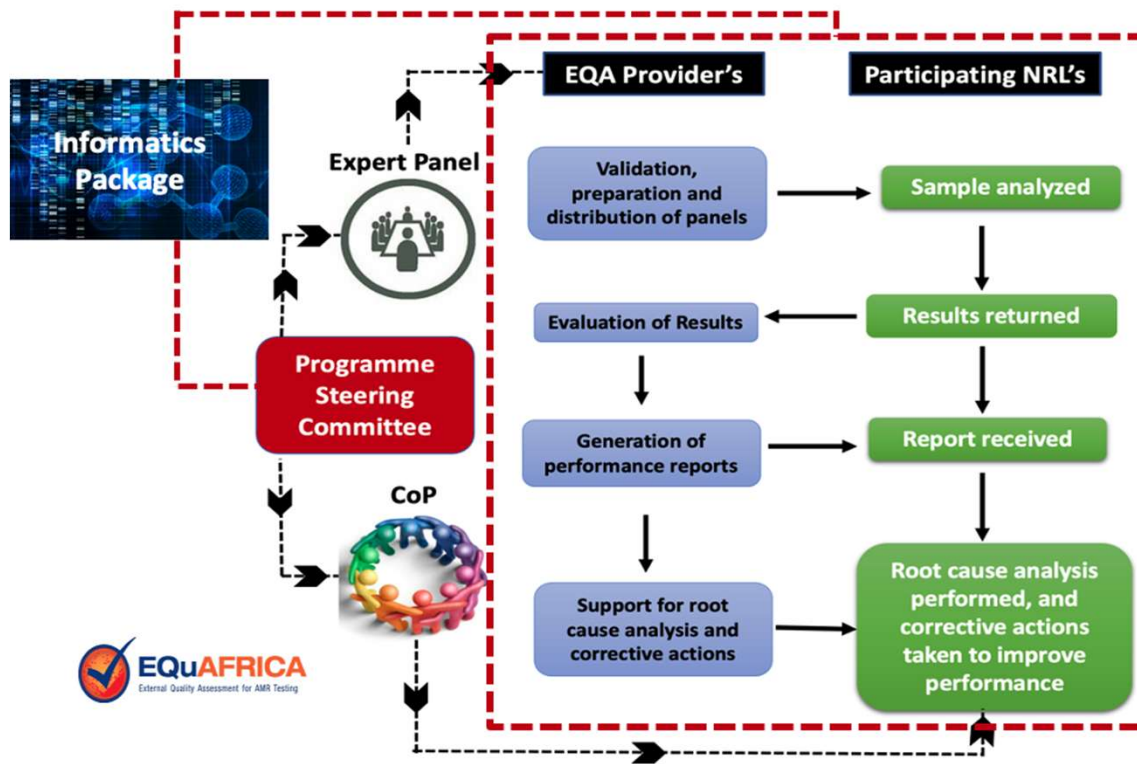 Informatics
Package
Expert Panel
Programme
Steering
Committee
CoP
EQuAFRICA
External Quality Assessment for AMR Testing
EQA Provider's
Participating NRL's
Validation,
preparation and
distribution of panels
Sample analyzed
Evaluation of Results
Results returned
Generation of
performance reports
Report received
Support for root
cause analysis and
corrective actions
Root cause analysis
performed, and
corrective actions
taken to improve
performance